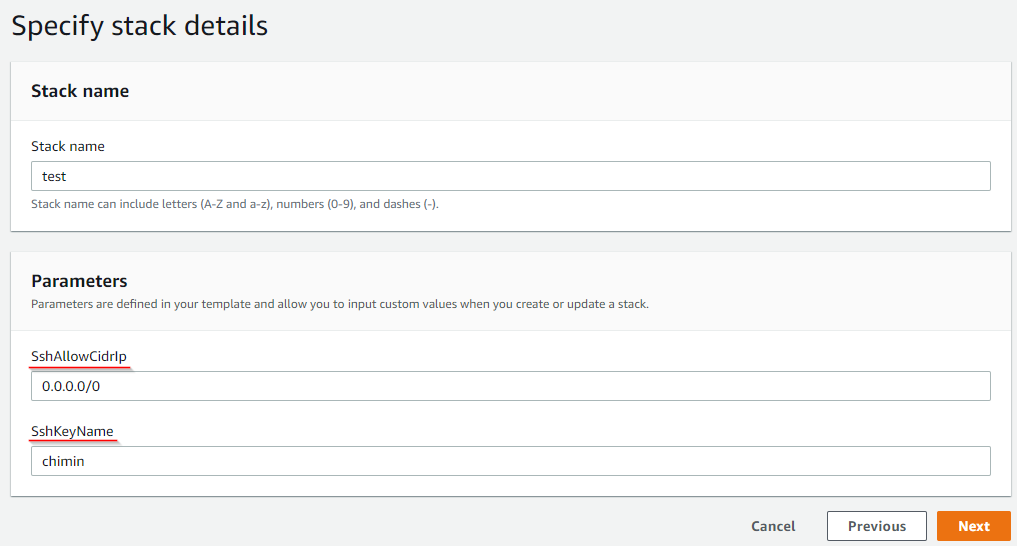 Specify stack details
Stack name
Stack name
test
Stack name can include letters (A-Z and a-z), numbers (0-9), and dashes (-).
Parameters
Parameters are defined in your template and allow you to input custom values when you create or update a stack.
SshAllowCidrIp
0.0.0.0/0
SshKeyName
chimin
Cancel Previous Next